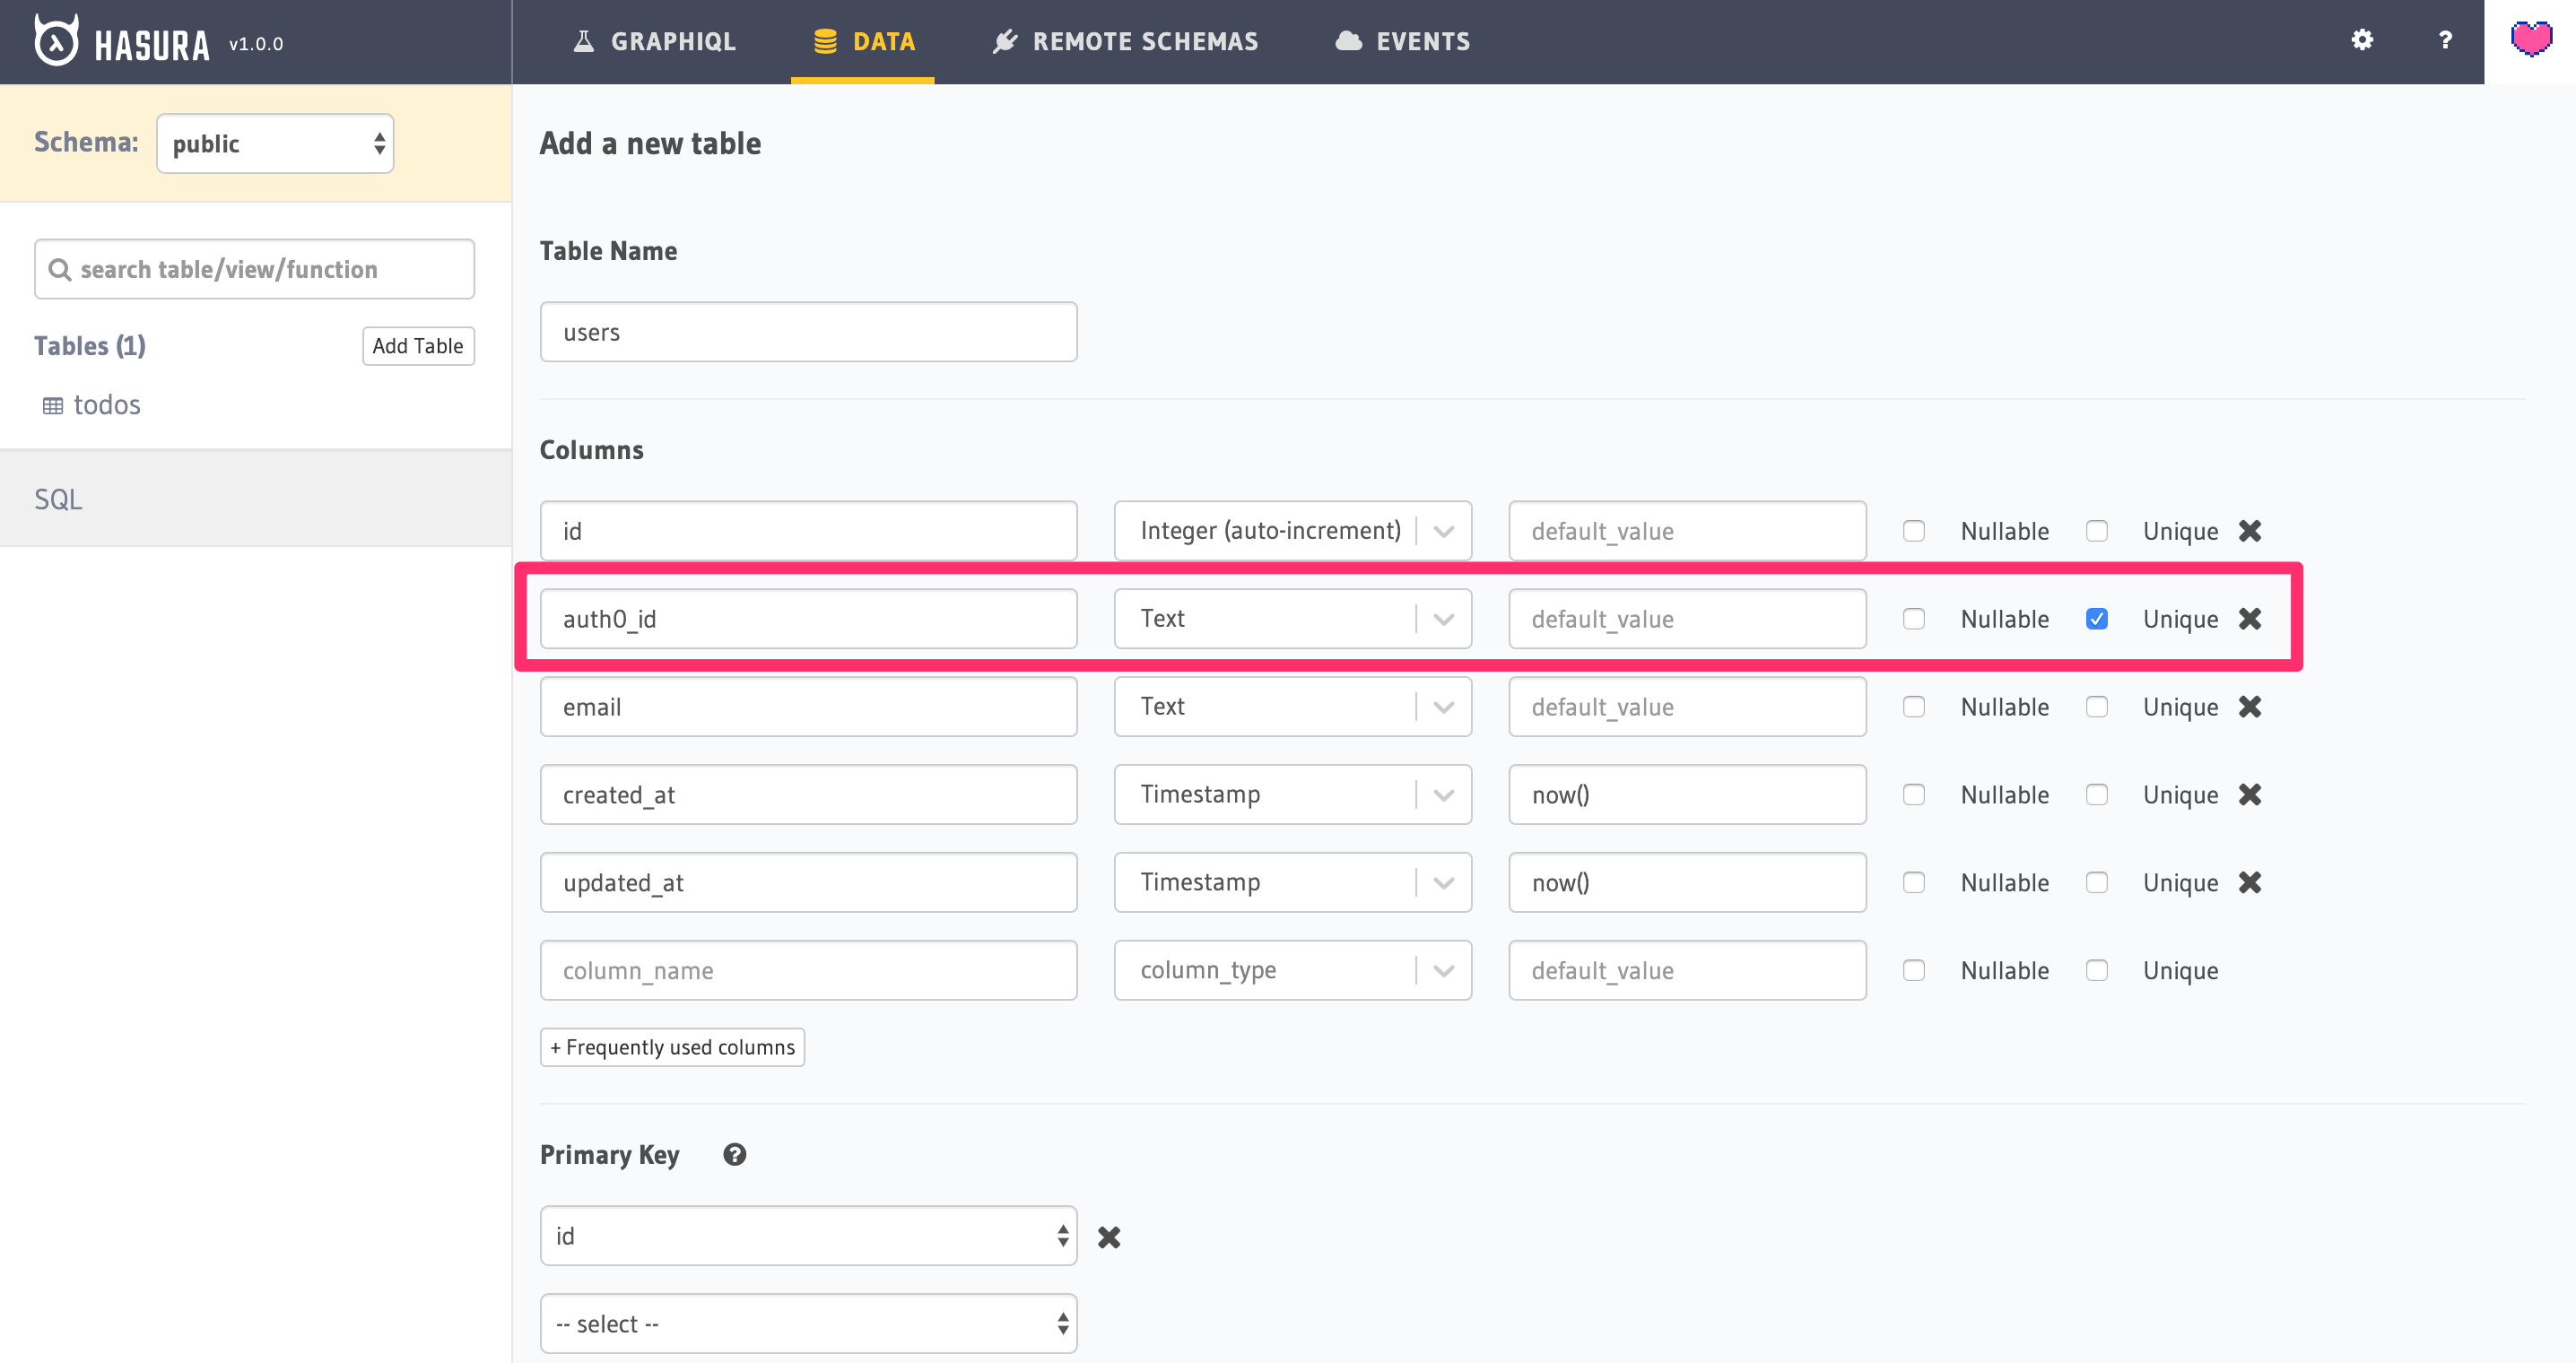 HASURA v1.0.0
GRAPHIQL DATA REMOTE SCHEMAS EVENTS ?
Schema: public
search table/view/function
Tables (1) Add Table
todos
SQL
Add a new table
Table Name
users
Columns
id Integer (auto-increment) default_value Nullable Unique
auth0_id Text default_value Nullable Unique
email Text default_value Nullable Unique
created_at Timestamp now() Nullable Unique
updated_at Timestamp now() Nullable Unique
column_name column_type default_value Nullable Unique
+ Frequently used columns
Primary Key ?
id
-- select --